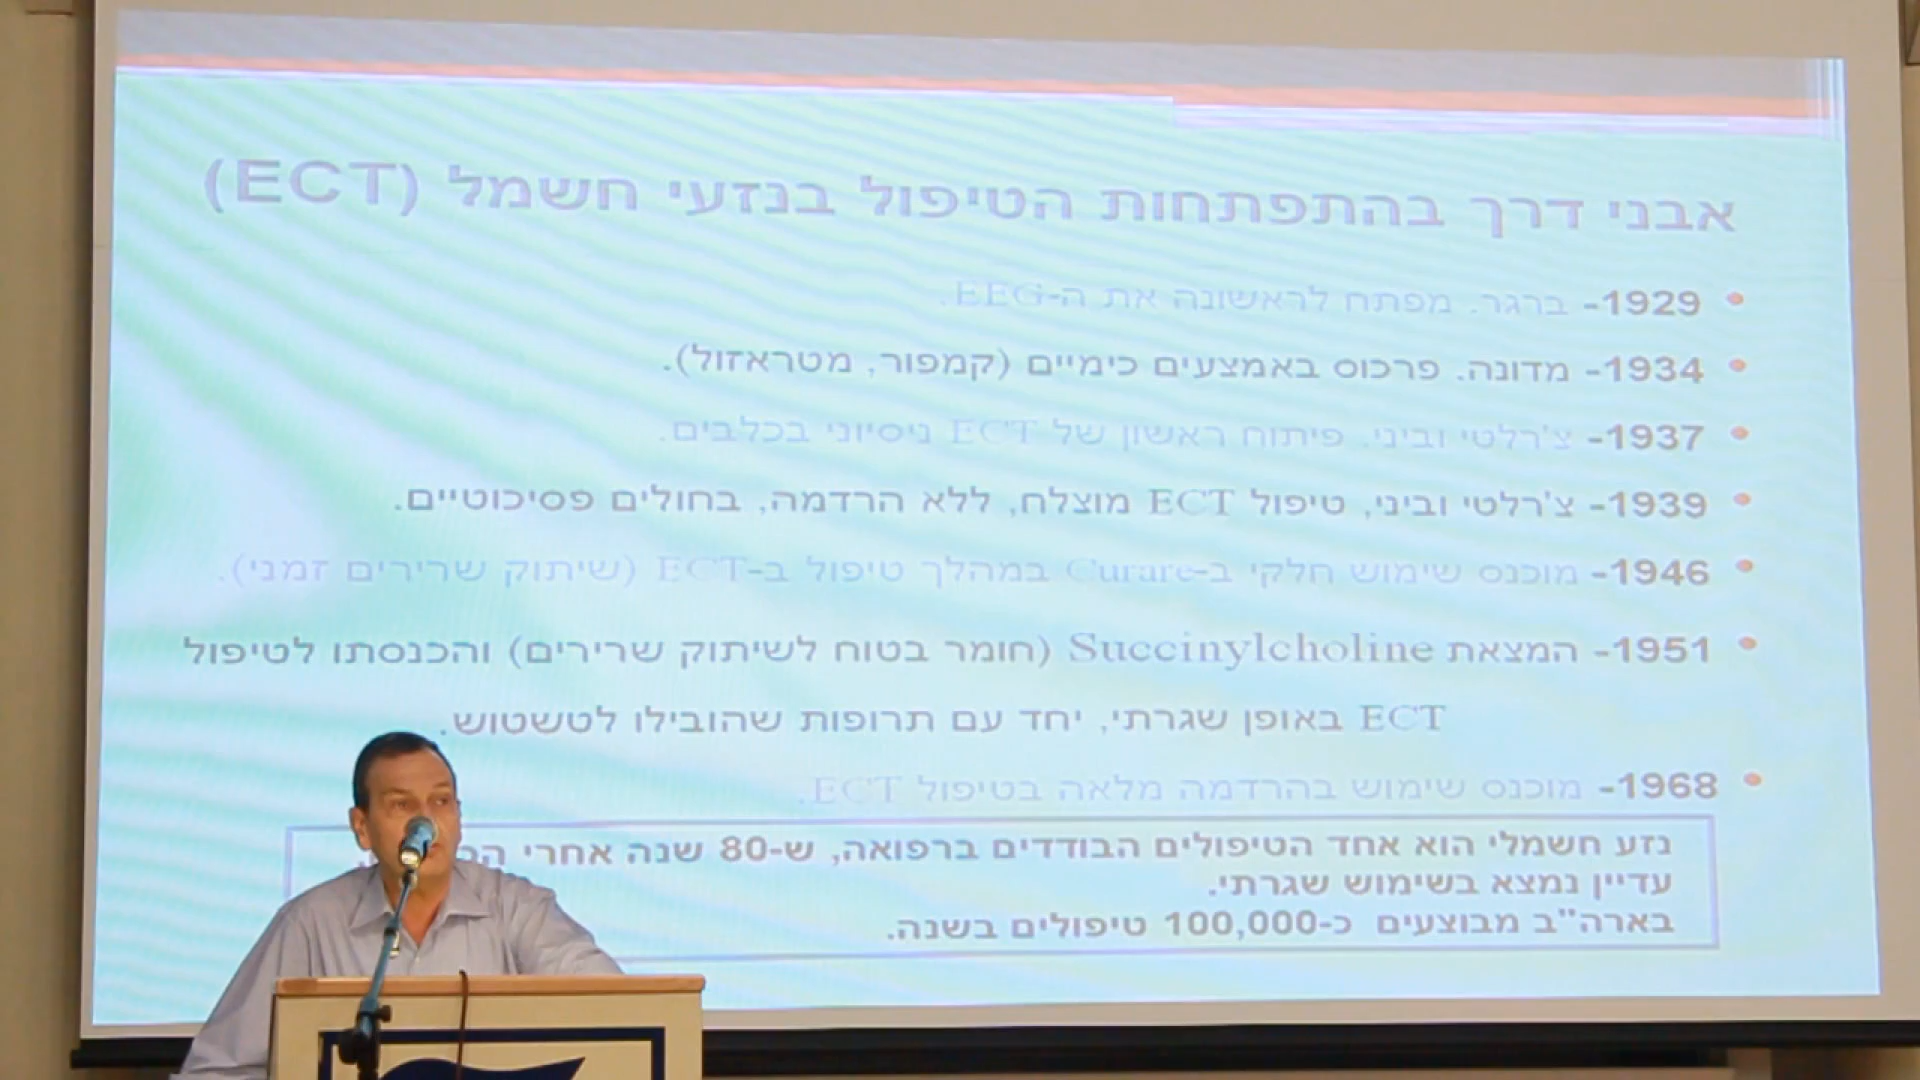 אבני דרך בהתפתחות הטיפול בנזעי חשמל (ECT)
• 1929- ברגר. מפתח לראשונה את ה-EEG.
• 1934- מדונה. פרכוס באמצעים כימיים (קמפור, מטראזול).
• 1937- צ'רלטי וביני. פיתוח ראשון של ECT ניסיוני בכלבים.
• 1939- צ'רלטי וביני, טיפול ECT מוצלח, ללא הרדמה, בחולים פסיכוטיים.
• 1946- מוכנס שימוש חלקי ב-Curare במהלך טיפול ב-ECT (שיתוק שרירים זמני).
• 1951- המצאת Succinylcholine (חומר בטוח לשיתוק שרירים) והכנסתו לטיפול
ECT באופן שגרתי, יחד עם תרופות שהובילו לטשטוש.
• 1968- מוכנס שימוש בהרדמה מלאה בטיפול ECT.
נזע חשמלי הוא אחד הטיפולים הבודדים ברפואה, ש-80 שנה אחרי
עדיין נמצא בשימוש שגרתי.
בארה"ב מבוצעים כ-100,000 טיפולים בשנה.